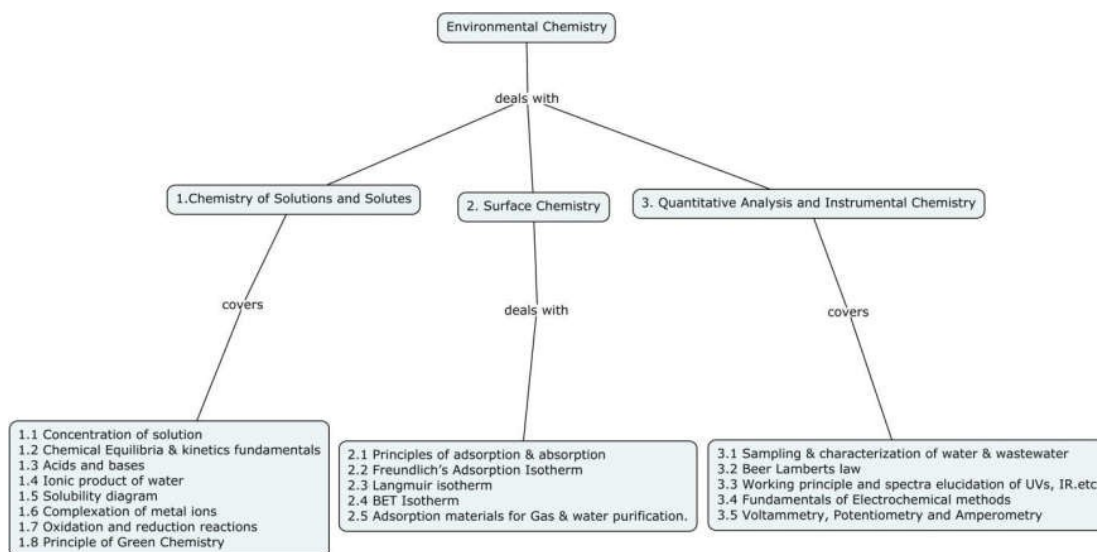 Environmental Chemistry
deals with
1.Chemistry of Solutions and Solutes
2. Surface Chemistry
3. Quantitative Analysis and Instrumental Chemistry
covers
deals with
covers
1.1 Concentration of solution
1.2 Chemical Equilibria & kinetics fundamentals
1.3 Acids and bases
1.4 Ionic product of water
1.5 Solubility diagram
1.6 Complexation of metal ions
1.7 Oxidation and reduction reactions
1.8 Principle of Green Chemistry
2.1 Principles of adsorption & absorption
2.2 Freundlich's Adsorption Isotherm
2.3 Langmuir isotherm
2.4 BET Isotherm
2.5 Adsorption materials for Gas & water purification.
3.1 Sampling & characterization of water & wastewater
3.2 Beer Lamberts law
3.3 Working principle and spectra elucidation of UVs, IR.etc
3.4 Fundamentals of Electrochemical methods
3.5 Voltammetry, Potentiometry and Amperometry